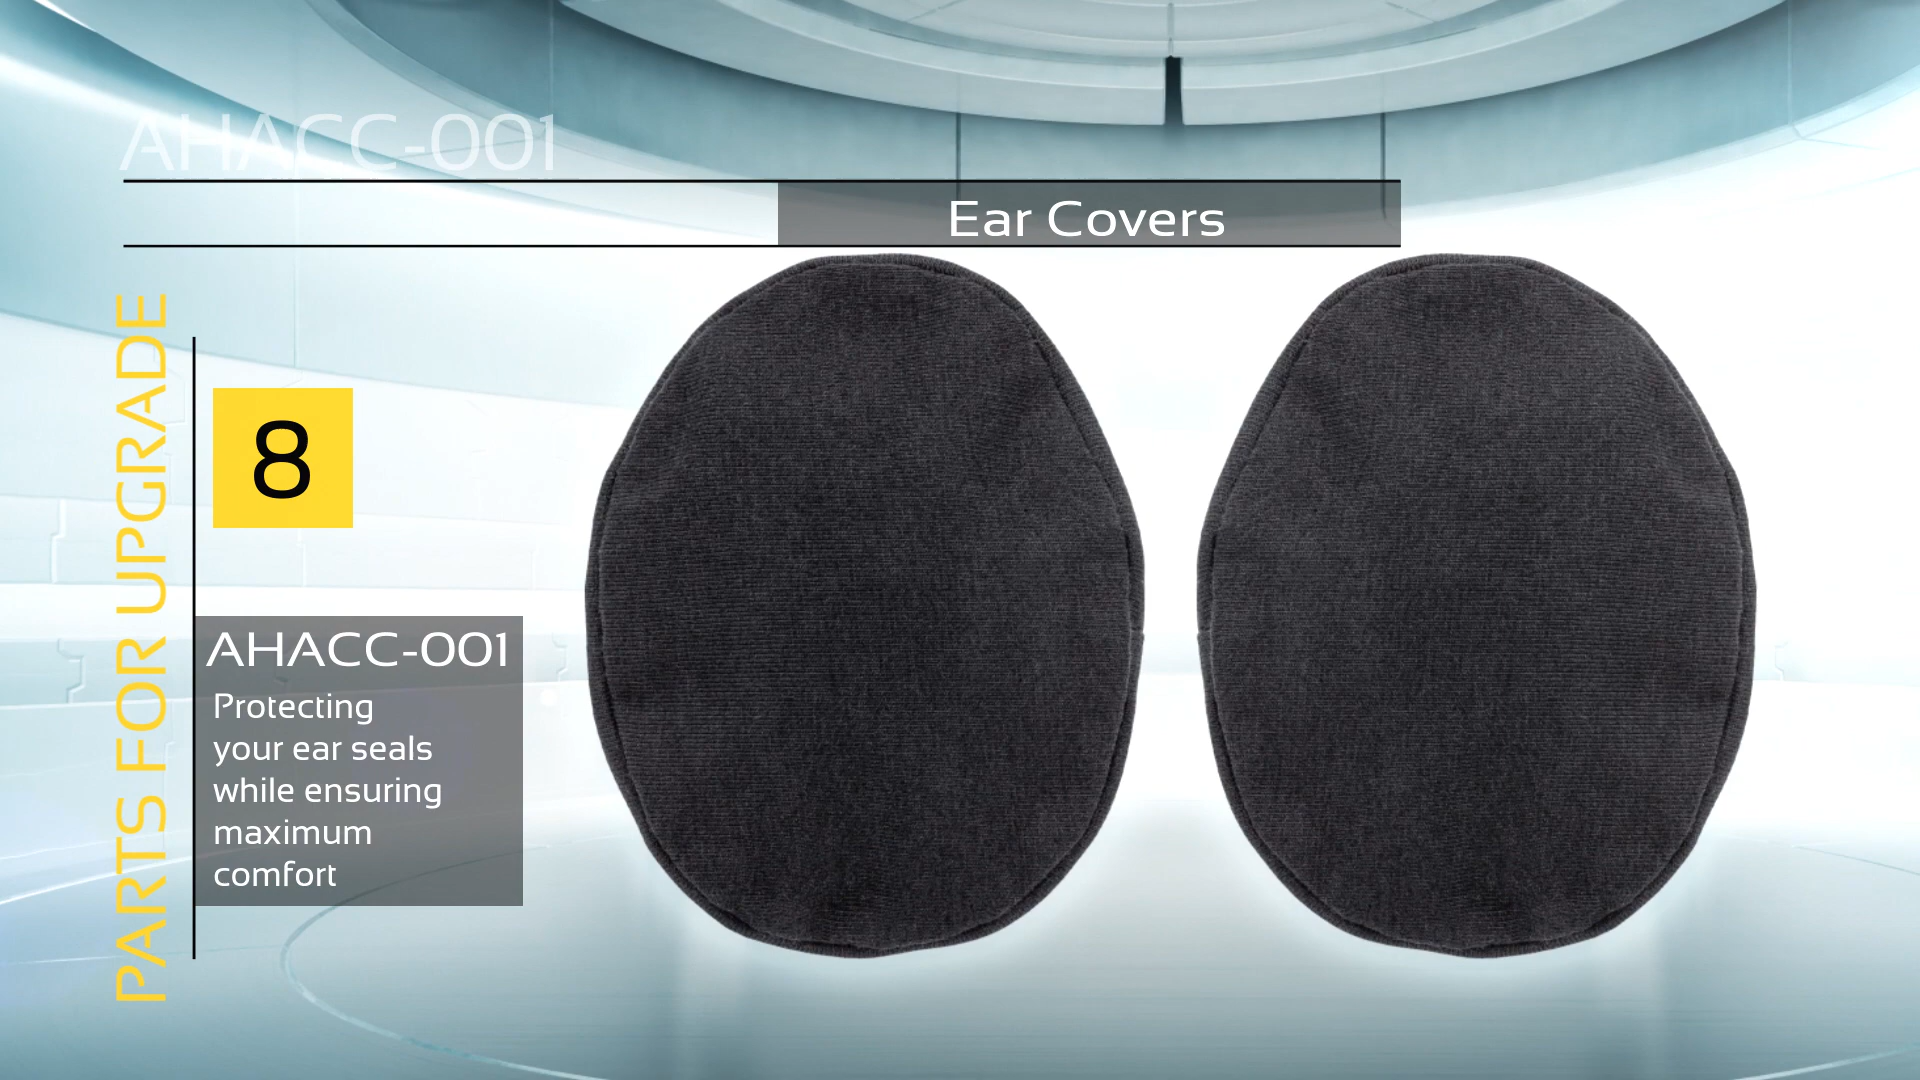 AHACC-001
Ear Covers
PARTS FOR UPGRADE
8
AHACC-001
Protecting
your ear seals
while ensuring
maximum
comfort